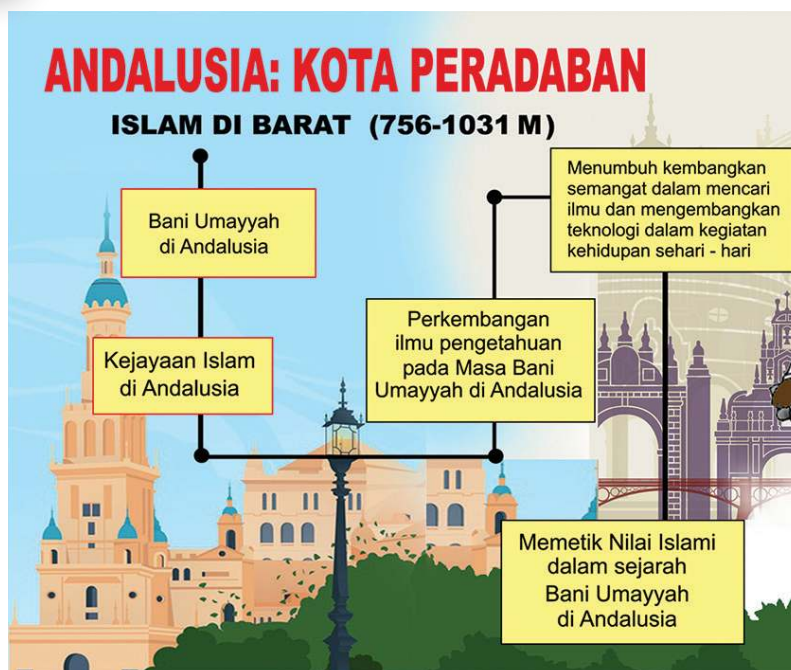 ANDALUSIA: KOTA PERADABAN
ISLAM DI BARAT (756-1031 M)
Bani Umayyah
di Andalusia
Kejayaan Islam
di Andalusia
Perkembangan
ilmu pengetahuan
pada Masa Bani
Umayyah di Andalusia
Menumbuh kembangkan
semangat dalam mencari
ilmu dan mengembangkan
teknologi dalam kegiatan
kehidupan sehari - hari
Memetik Nilai Islami
dalam sejarah
Bani Umayyah
di Andalusia